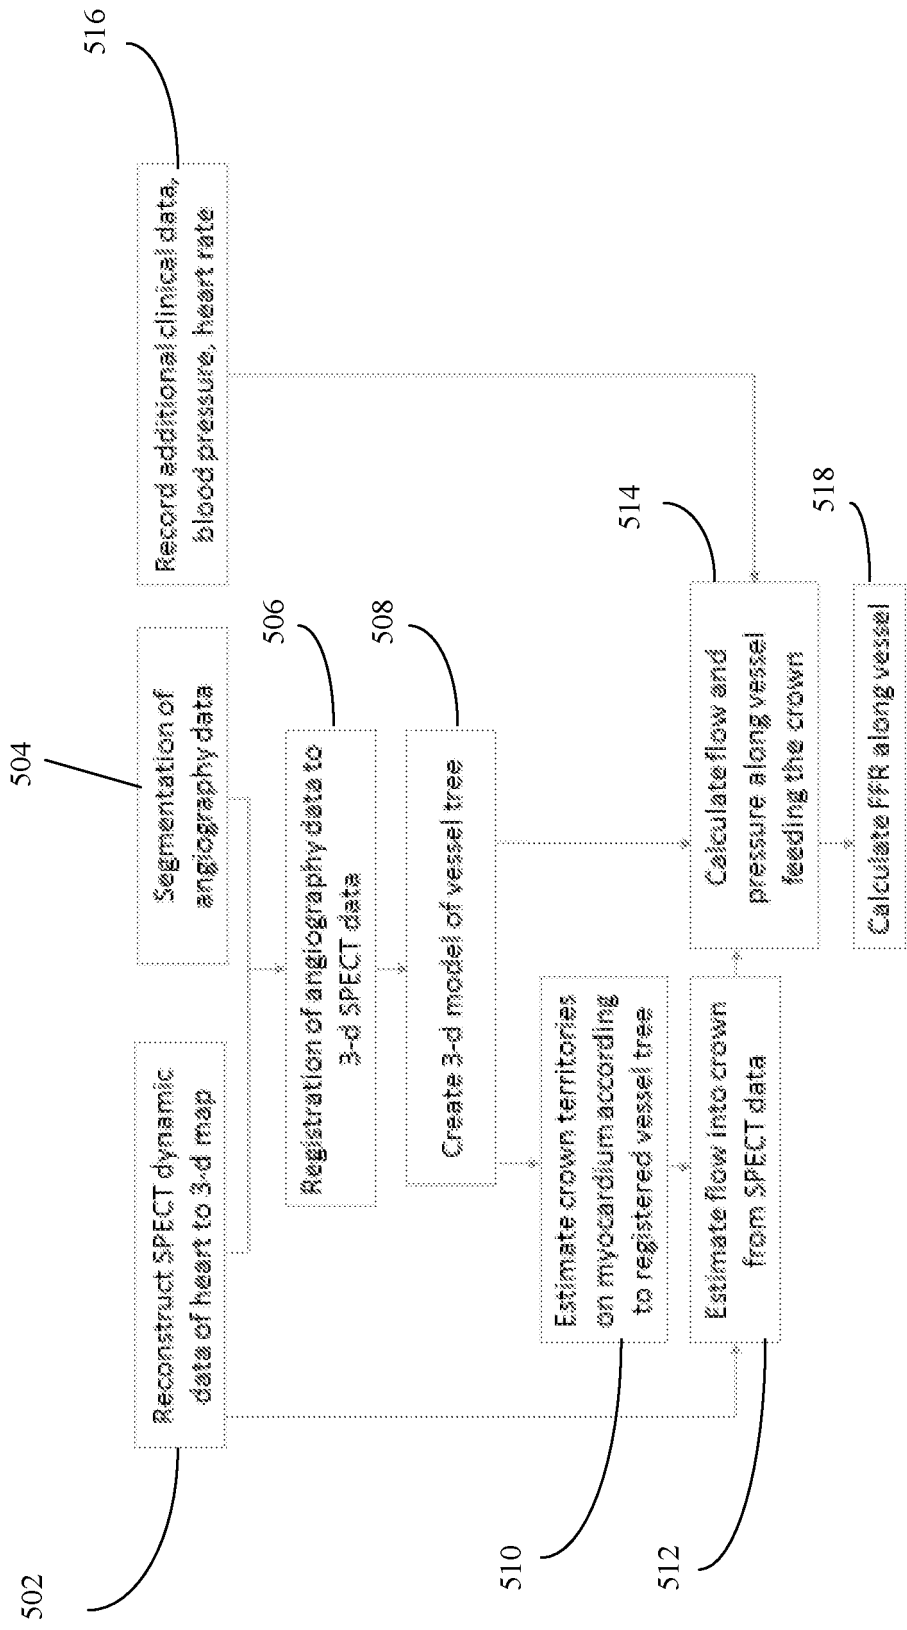 502
Reconstruct SPECT dynamic
data of heart to 3-d map
504
Segmentation of
angiography data
516
Record additional clinical data,
blood pressure, heart rate
506
Registration of angiography data to
3-d SPECT data
508
Create 3-d model of vessel tree
510
Estimate crown territories
on myocardium according
to registered vessel tree
512
Estimate flow into crown
from SPECT data
514
Calculate flow and
pressure along vessel
feeding the crown
518
Calculate FFR along vessel